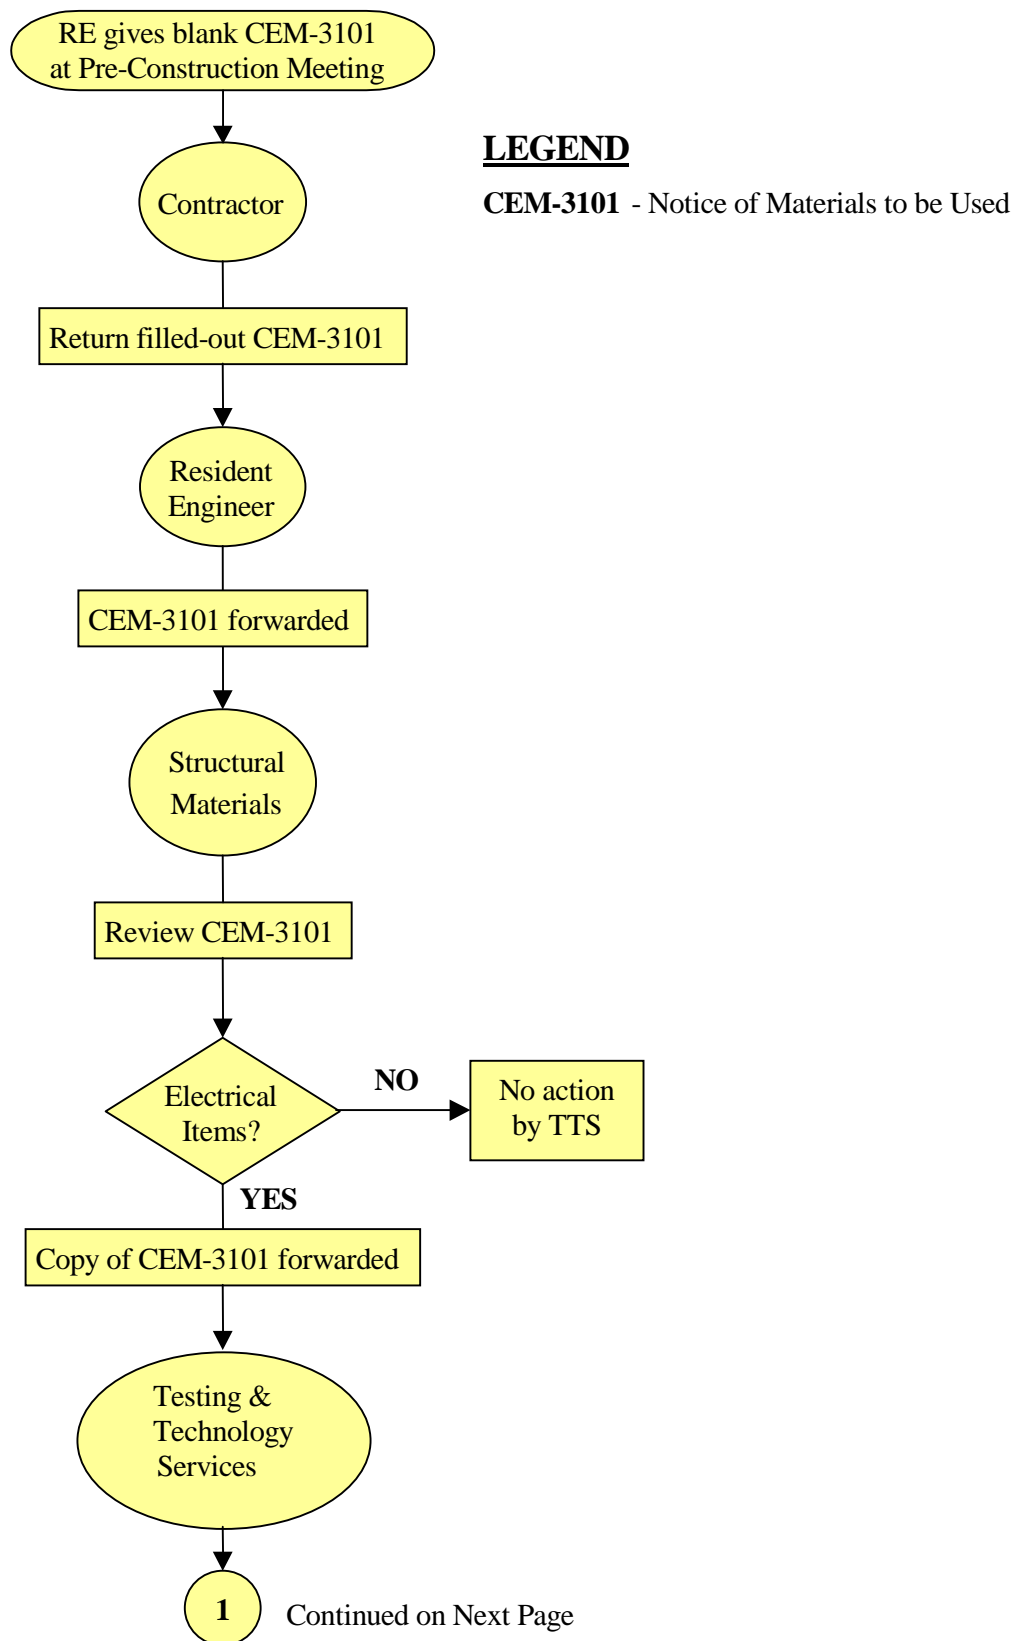 RE gives blank CEM-3101
at Pre-Construction Meeting
LEGEND
Contractor
CEM-3101 - Notice of Materials to be Used
Return filled-out CEM-3101
Resident
Engineer
CEM-3101 forwarded
Structural
Materials
Review CEM-3101
Electrical
Items?
NO
No action
by TTS
YES
Copy of CEM-3101 forwarded
Testing &
Technology
Services
1
Continued on Next Page